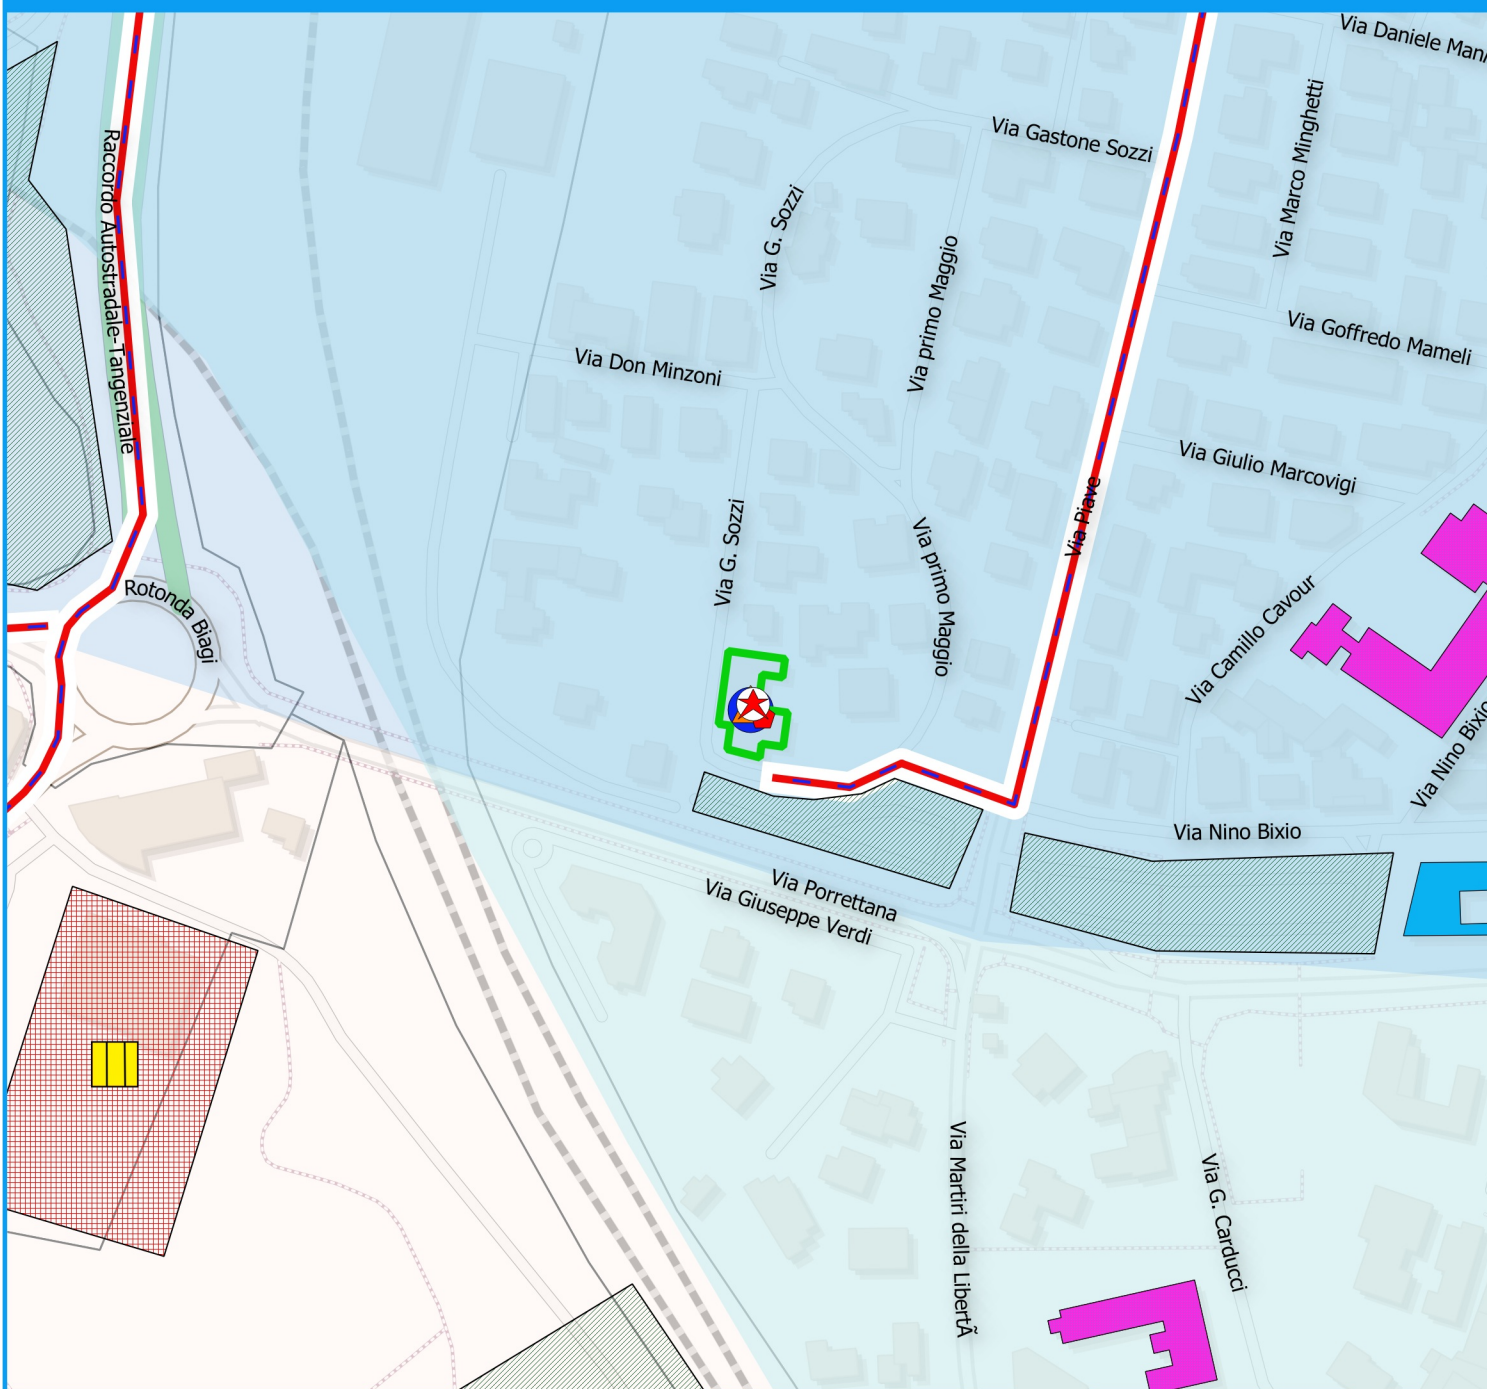 Via Daniele Mani
Via Gastone Sozzi
Via Marco Minghetti
Raccordo Autostradale-Tangenziale
Via G. Sozzi
Via primo Maggio
Via Goffredo Mameli
Via Don Minzoni
Via Giulio Marcovigi
Via Piave
Via G. Sozzi
Via primo Maggio
Rotonda Biagi
Via Camillo Cavour
Via Nino Bixio
Via Nino Bixio
Via Porrettana
Via Giuseppe Verdi
Via Martiri della LibertÃ
Via G. Carducci